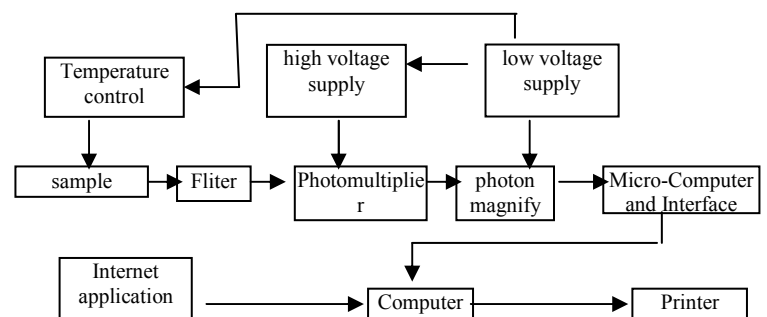 Temperature
control
high voltage
supply
low voltage
supply
sample
Fliter
Photomultiplie
r
photon
magnify
Micro-Computer
and Interface
Internet
application
Computer
Printer